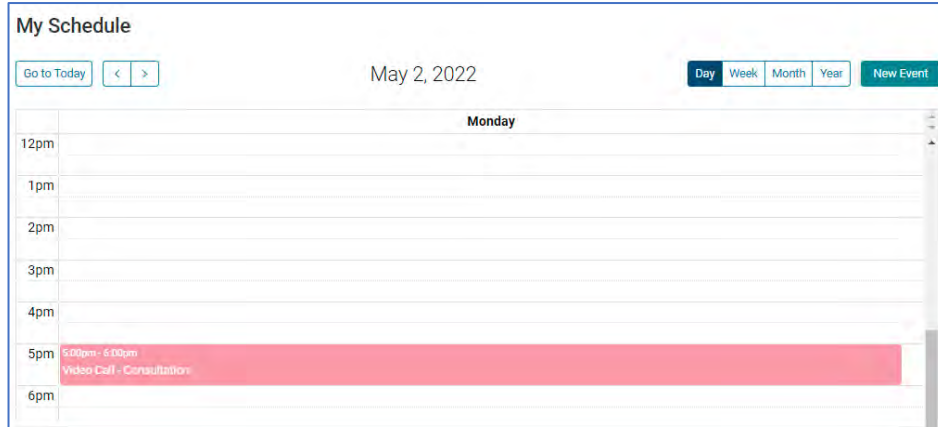 My Schedule
Go to Today < > May 2, 2022 Day Week Month Year New Event
Monday
12pm
1pm
2pm
3pm
4pm
5pm 5:00pm - 6:00pm
Video Call - Consultation
6pm